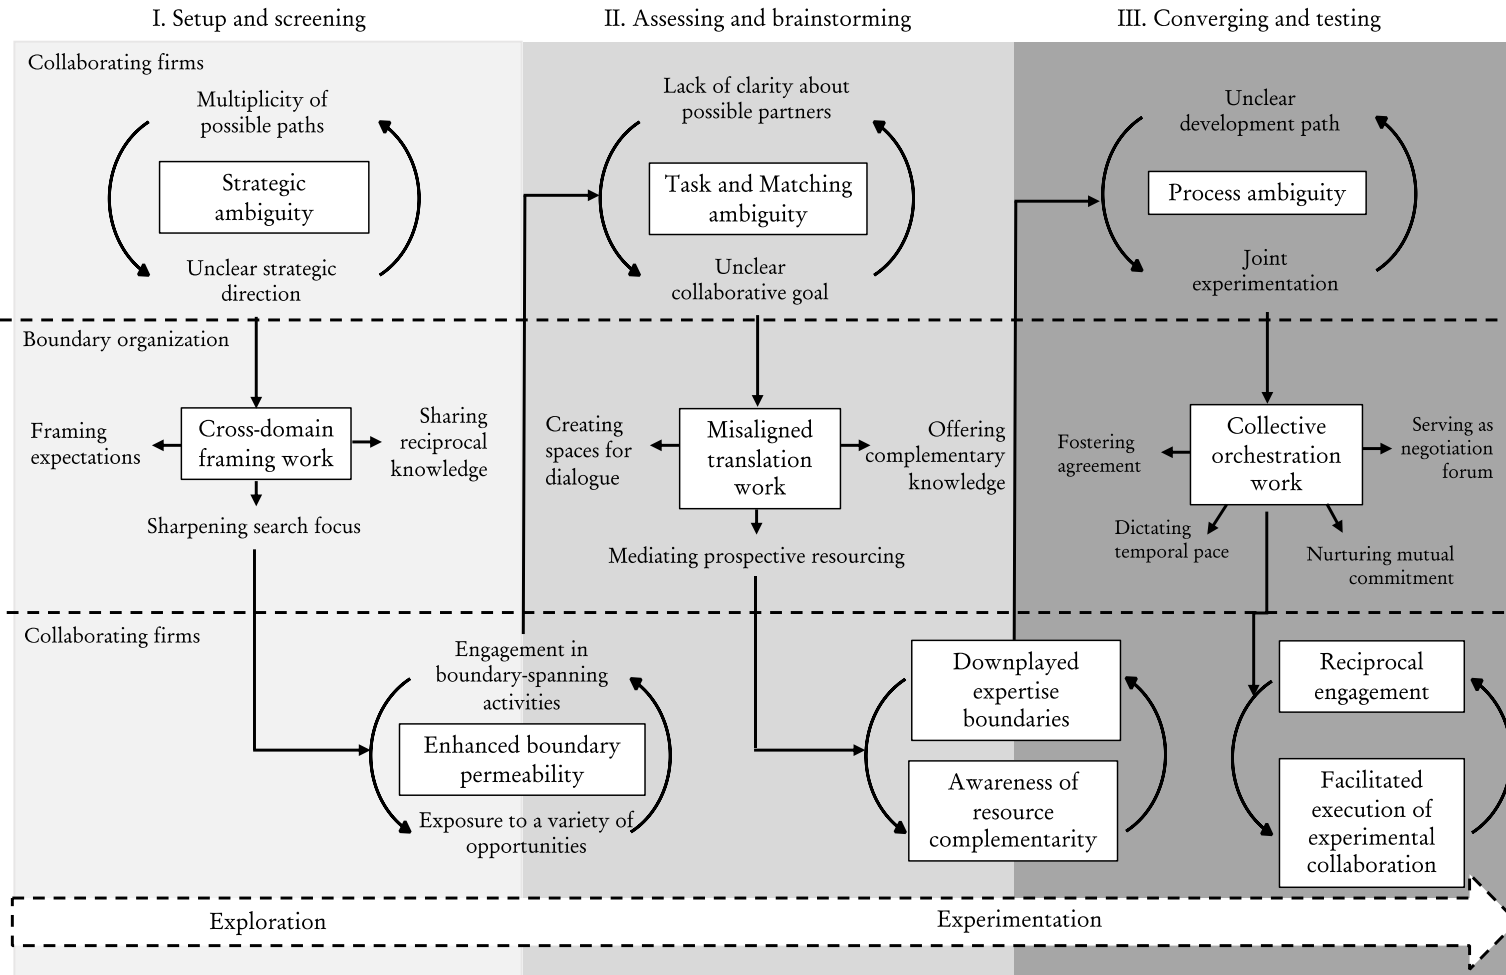 I. Setup and screening
II. Assessing and brainstorming
III. Converging and testing
Collaborating firms
Multiplicity of
possible paths
Strategic
ambiguity
Unclear strategic
direction
Lack of clarity about
possible partners
Task and Matching
ambiguity
Unclear
collaborative goal
Unclear
development path
Process ambiguity
Joint
experimentation
Boundary organization
Framing
expectations
Cross-domain
framing work
Sharing
reciprocal
knowledge
Sharpening search focus
Creating
spaces for
dialogue
Misaligned
translation
work
Offering
complementary
knowledge
Mediating prospective resourcing
Fostering
agreement
Collective
orchestration
work
Serving as
negotiation
forum
Dictating
temporal pace
Nurturing mutual
commitment
Collaborating firms
Engagement in
boundary-spanning
activities
Enhanced boundary
permeability
Exposure to a variety of
opportunities
Downplayed
expertise
boundaries
Awareness of
resource
complementarity
Reciprocal
engagement
Facilitated
execution of
experimental
collaboration
Exploration
Experimentation